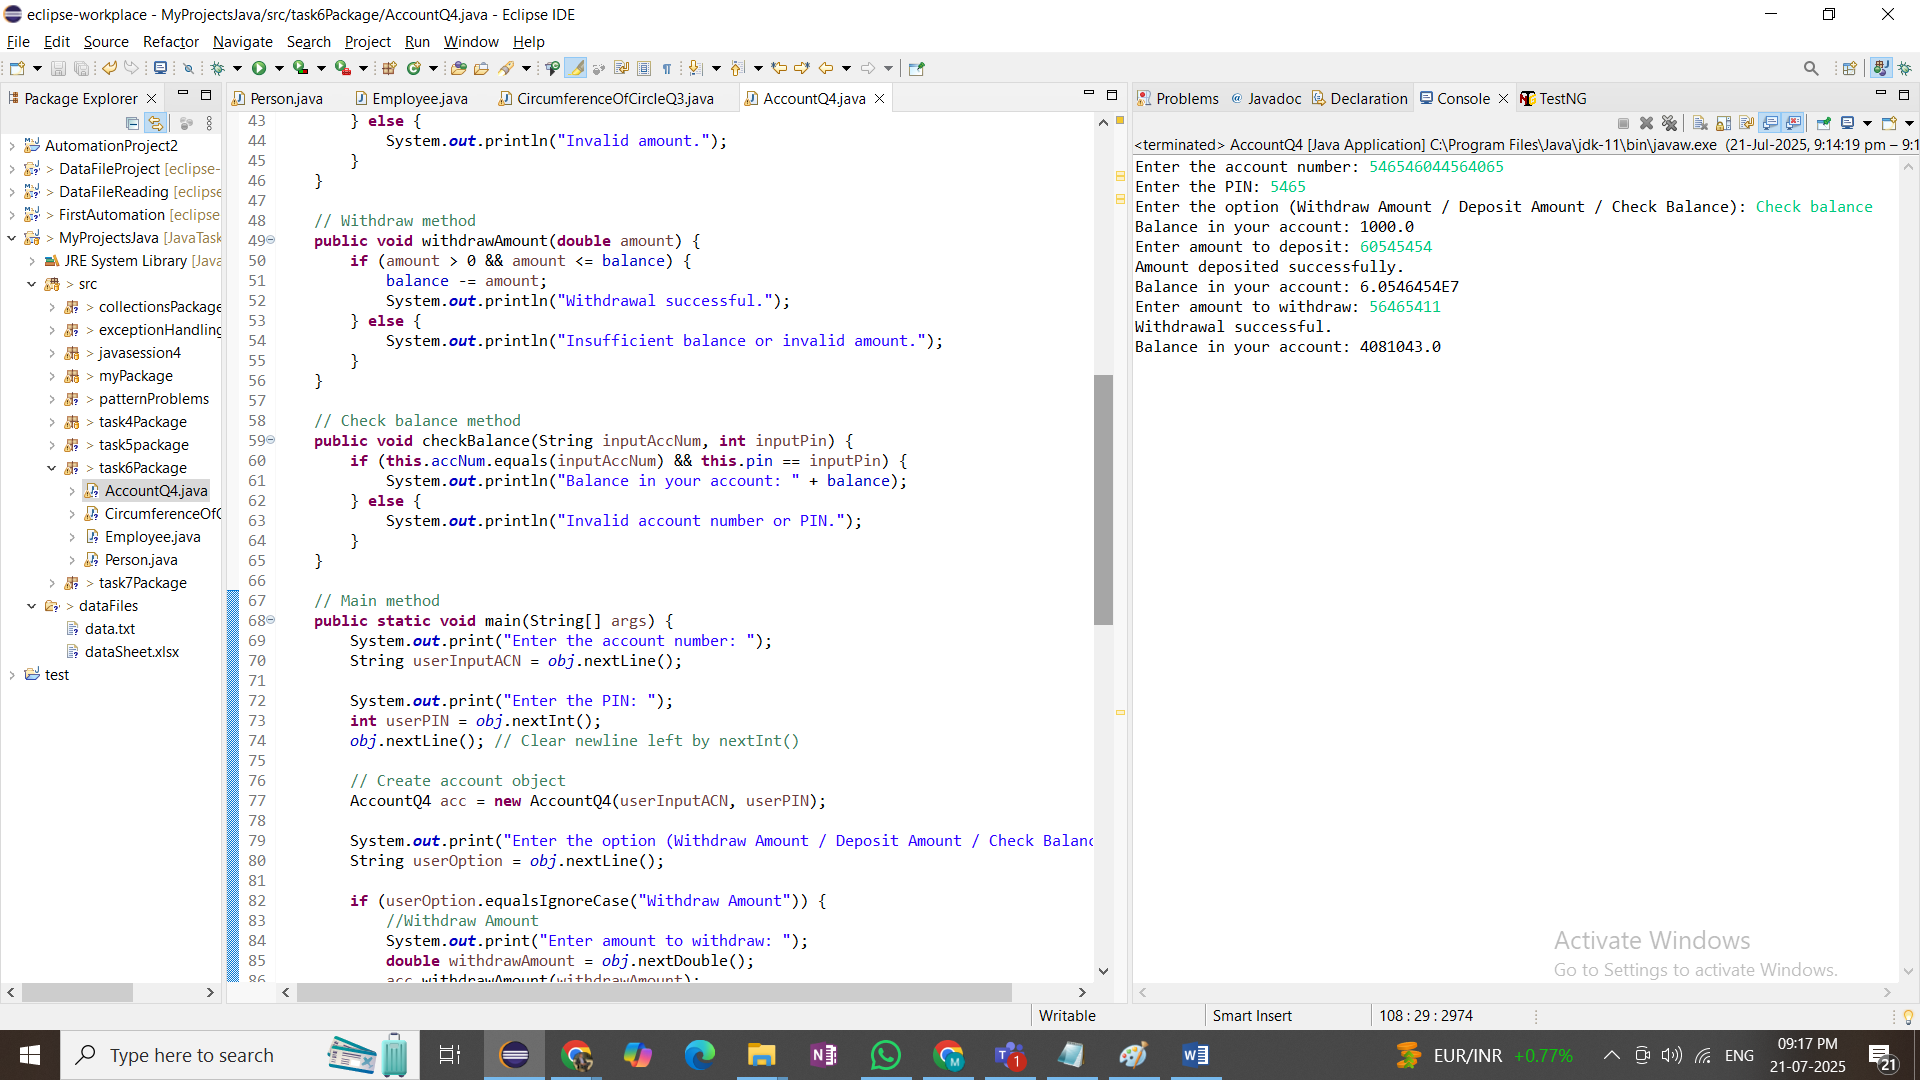 eclipse-workplace - MyProjectsJava/src/task6Package/AccountQ4.java - Eclipse IDE
File Edit Source Refactor Navigate Search Project Run Window Help
Package Explorer
AutomationProject2
> DataFileProject [eclipse-
> DataFileReading [eclipse
> FirstAutomation [eclipse
> MyProjectsJava [JavaTask
JRE System Library [Java
> src
> collectionsPackage
> exceptionHandling
> javasession4
> myPackage
> patternProblems
> task4Package
> task5package
> task6Package
AccountQ4.java
CircumferenceOfC
Employee.java
Person.java
> task7Package
> dataFiles
data.txt
dataSheet.xlsx
test
Person.java Employee.java CircumferenceOfCircleQ3.java AccountQ4.java
43 } else {
44 System.out.println("Invalid amount.");
45 }
46 }
47
48 // Withdraw method
49 public void withdrawAmount(double amount) {
50 if (amount > 0 && amount <= balance) {
51 balance -= amount;
52 System.out.println("Withdrawal successful.");
53 } else {
54 System.out.println("Insufficient balance or invalid amount.");
55 }
56 }
57
58 // Check balance method
59 public void checkBalance(String inputAccNum, int inputPin) {
60 if (this.accNum.equals(inputAccNum) && this.pin == inputPin) {
61 System.out.println("Balance in your account: " + balance);
62 } else {
63 System.out.println("Invalid account number or PIN.");
64 }
65 }
66
67 // Main method
68 public static void main(String[] args) {
69 System.out.print("Enter the account number: ");
70 String userInputACN = obj.nextLine();
71
72 System.out.print("Enter the PIN: ");
73 int userPIN = obj.nextInt();
74 obj.nextLine(); // Clear newline left by nextInt()
75
76 // Create account object
77 AccountQ4 acc = new AccountQ4(userInputACN, userPIN);
78
79 System.out.print("Enter the option (Withdraw Amount / Deposit Amount / Check Balanc
80 String userOption = obj.nextLine();
81
82 if (userOption.equalsIgnoreCase("Withdraw Amount")) {
83 //Withdraw Amount
84 System.out.print("Enter amount to withdraw: ");
85 double withdrawAmount = obj.nextDouble();
86 acc.withdrawAmount(withdrawAmount);
Problems @ Javadoc Declaration Console TestNG
<terminated> AccountQ4 [Java Application] C:\Program Files\Java\jdk-11\bin\javaw.exe (21-Jul-2025, 9:14:19 pm – 9:1
Enter the account number: 546546044564065
Enter the PIN: 5465
Enter the option (Withdraw Amount / Deposit Amount / Check Balance): Check balance
Balance in your account: 1000.0
Enter amount to deposit: 60545454
Amount deposited successfully.
Balance in your account: 6.0546454E7
Enter amount to withdraw: 56465411
Withdrawal successful.
Balance in your account: 4081043.0
Activate Windows
Go to Settings to activate Windows.
Writable Smart Insert 108 : 29 : 2974
Type here to search
EUR/INR +0.77% ENG 09:17 PM
21-07-2025
21
1